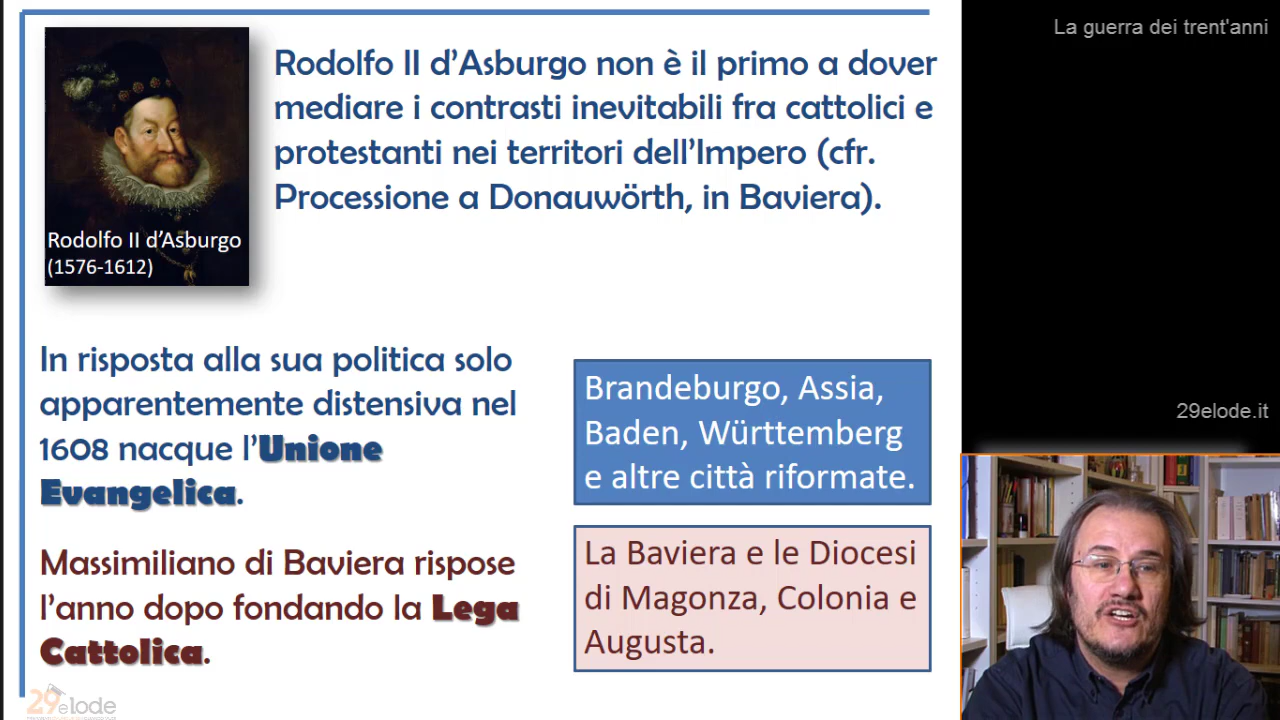 La guerra dei trent'anni
Rodolfo II d'Asburgo non è il primo a dover
mediare i contrasti inevitabili fra cattolici e
protestanti nei territori dell'Impero (cfr.
Processione a Donauwörth, in Baviera).
Rodolfo II d'Asburgo
(1576-1612)
In risposta alla sua politica solo
apparentemente distensiva nel
1608 nacque l'Unione
Evangelica.
Brandeburgo, Assia,
Baden, Württemberg
e altre città riformate.
Massimiliano di Baviera rispose
l'anno dopo fondando la Lega
Cattolica.
La Baviera e le Diocesi
di Magonza, Colonia e
Augusta.
29elode.it
29elode